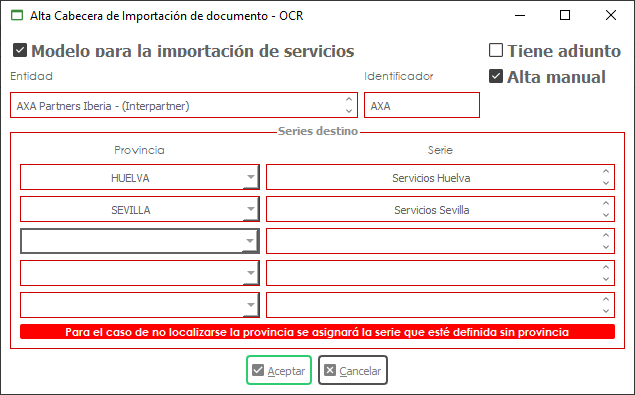 Alta Cabecera de Importación de documento - OCR
Modelo para la importación de servicios
Tiene adjunto
Entidad
Identificador
Alta manual
AXA Partners Iberia - (Interpartner)
AXA
Series destino
Provincia
Serie
HUELVA
Servicios Huelva
SEVILLA
Servicios Sevilla
Para el caso de no localizarse la provincia se asignará la serie que esté definida sin provincia
Aceptar
Cancelar